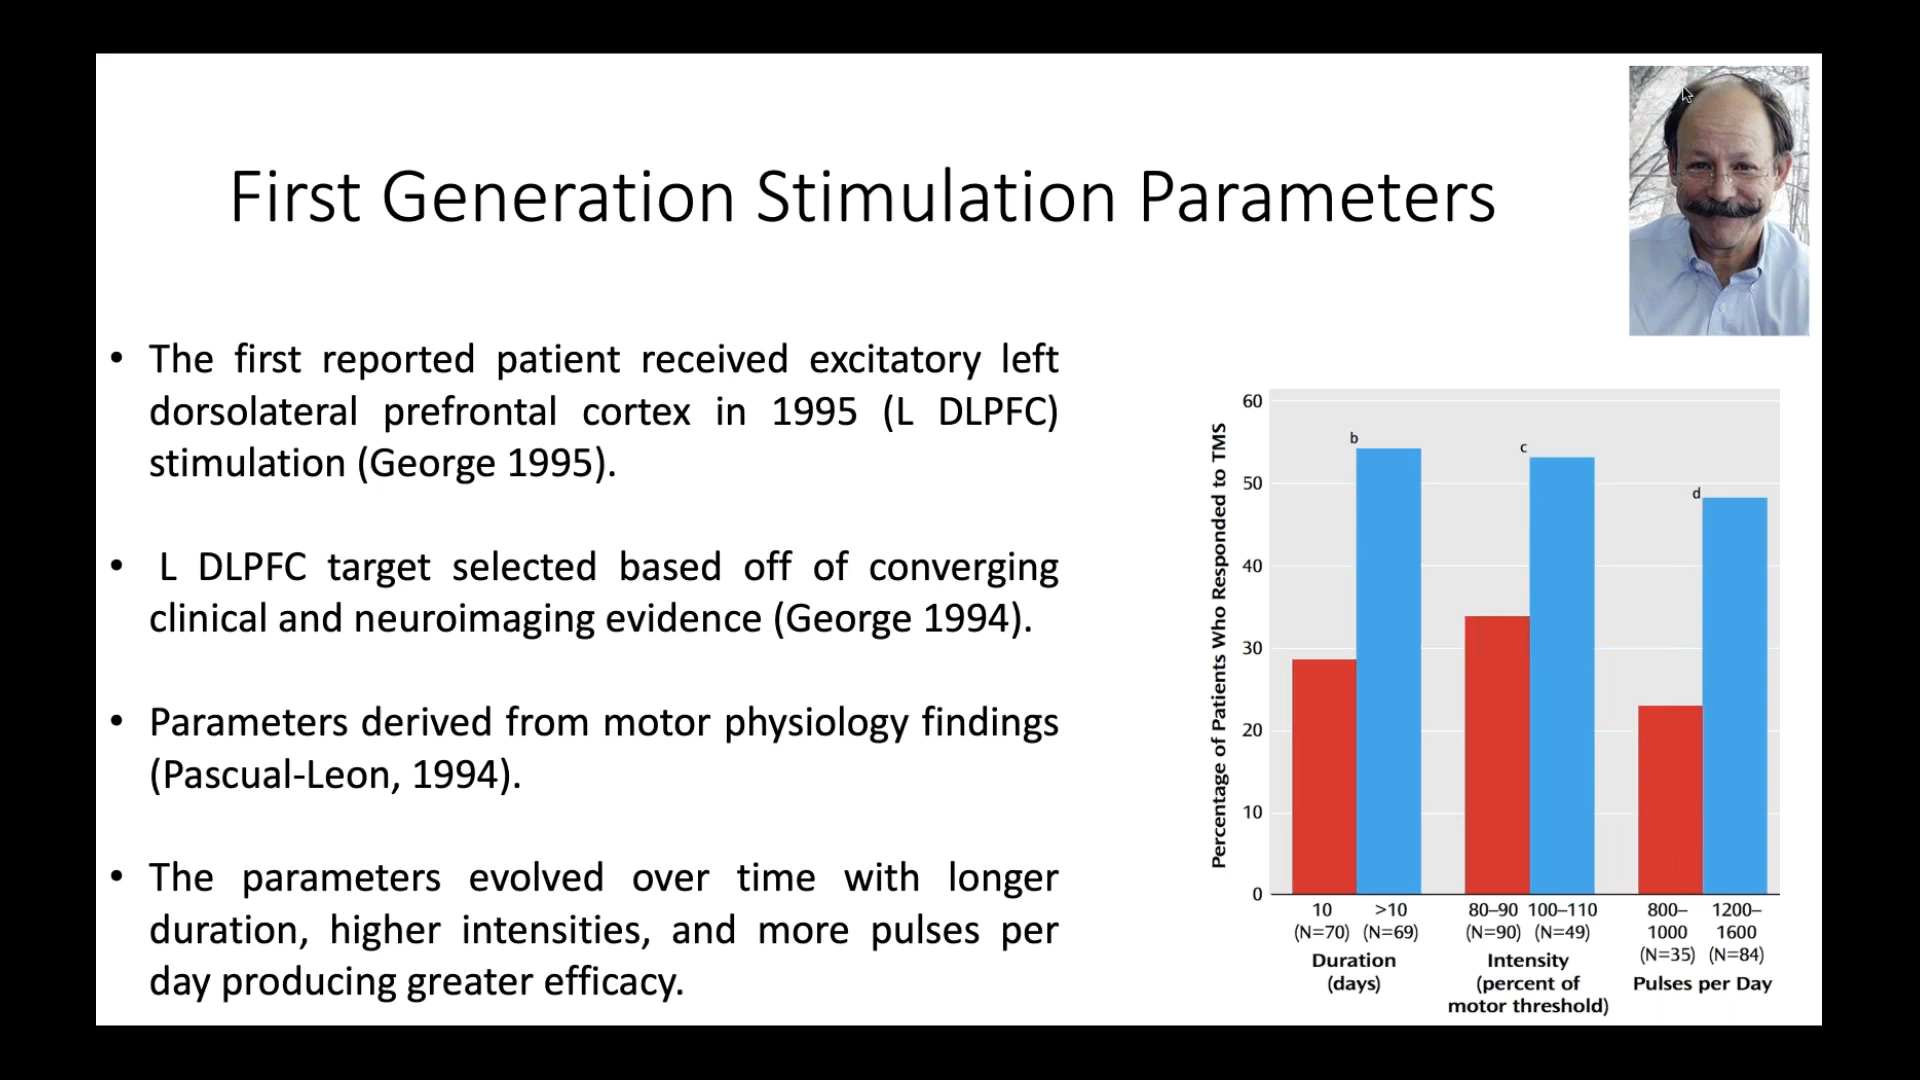 First Generation Stimulation Parameters
• The first reported patient received excitatory left
dorsolateral prefrontal cortex in 1995 (L DLPFC)
stimulation (George 1995).
• L DLPFC target selected based off of converging
clinical and neuroimaging evidence (George 1994).
• Parameters derived from motor physiology findings
(Pascual-Leon, 1994).
• The parameters evolved over time with longer
duration, higher intensities, and more pulses per
day producing greater efficacy.
Percentage of Patients Who Responded to TMS
60
50
40
30
20
10
0
b
c
d
10 >10 80–90 100–110 800– 1200–
(N=70) (N=69) (N=90) (N=49) 1000 1600
(N=35) (N=84)
Duration Intensity Pulses per Day
(days) (percent of
motor threshold)